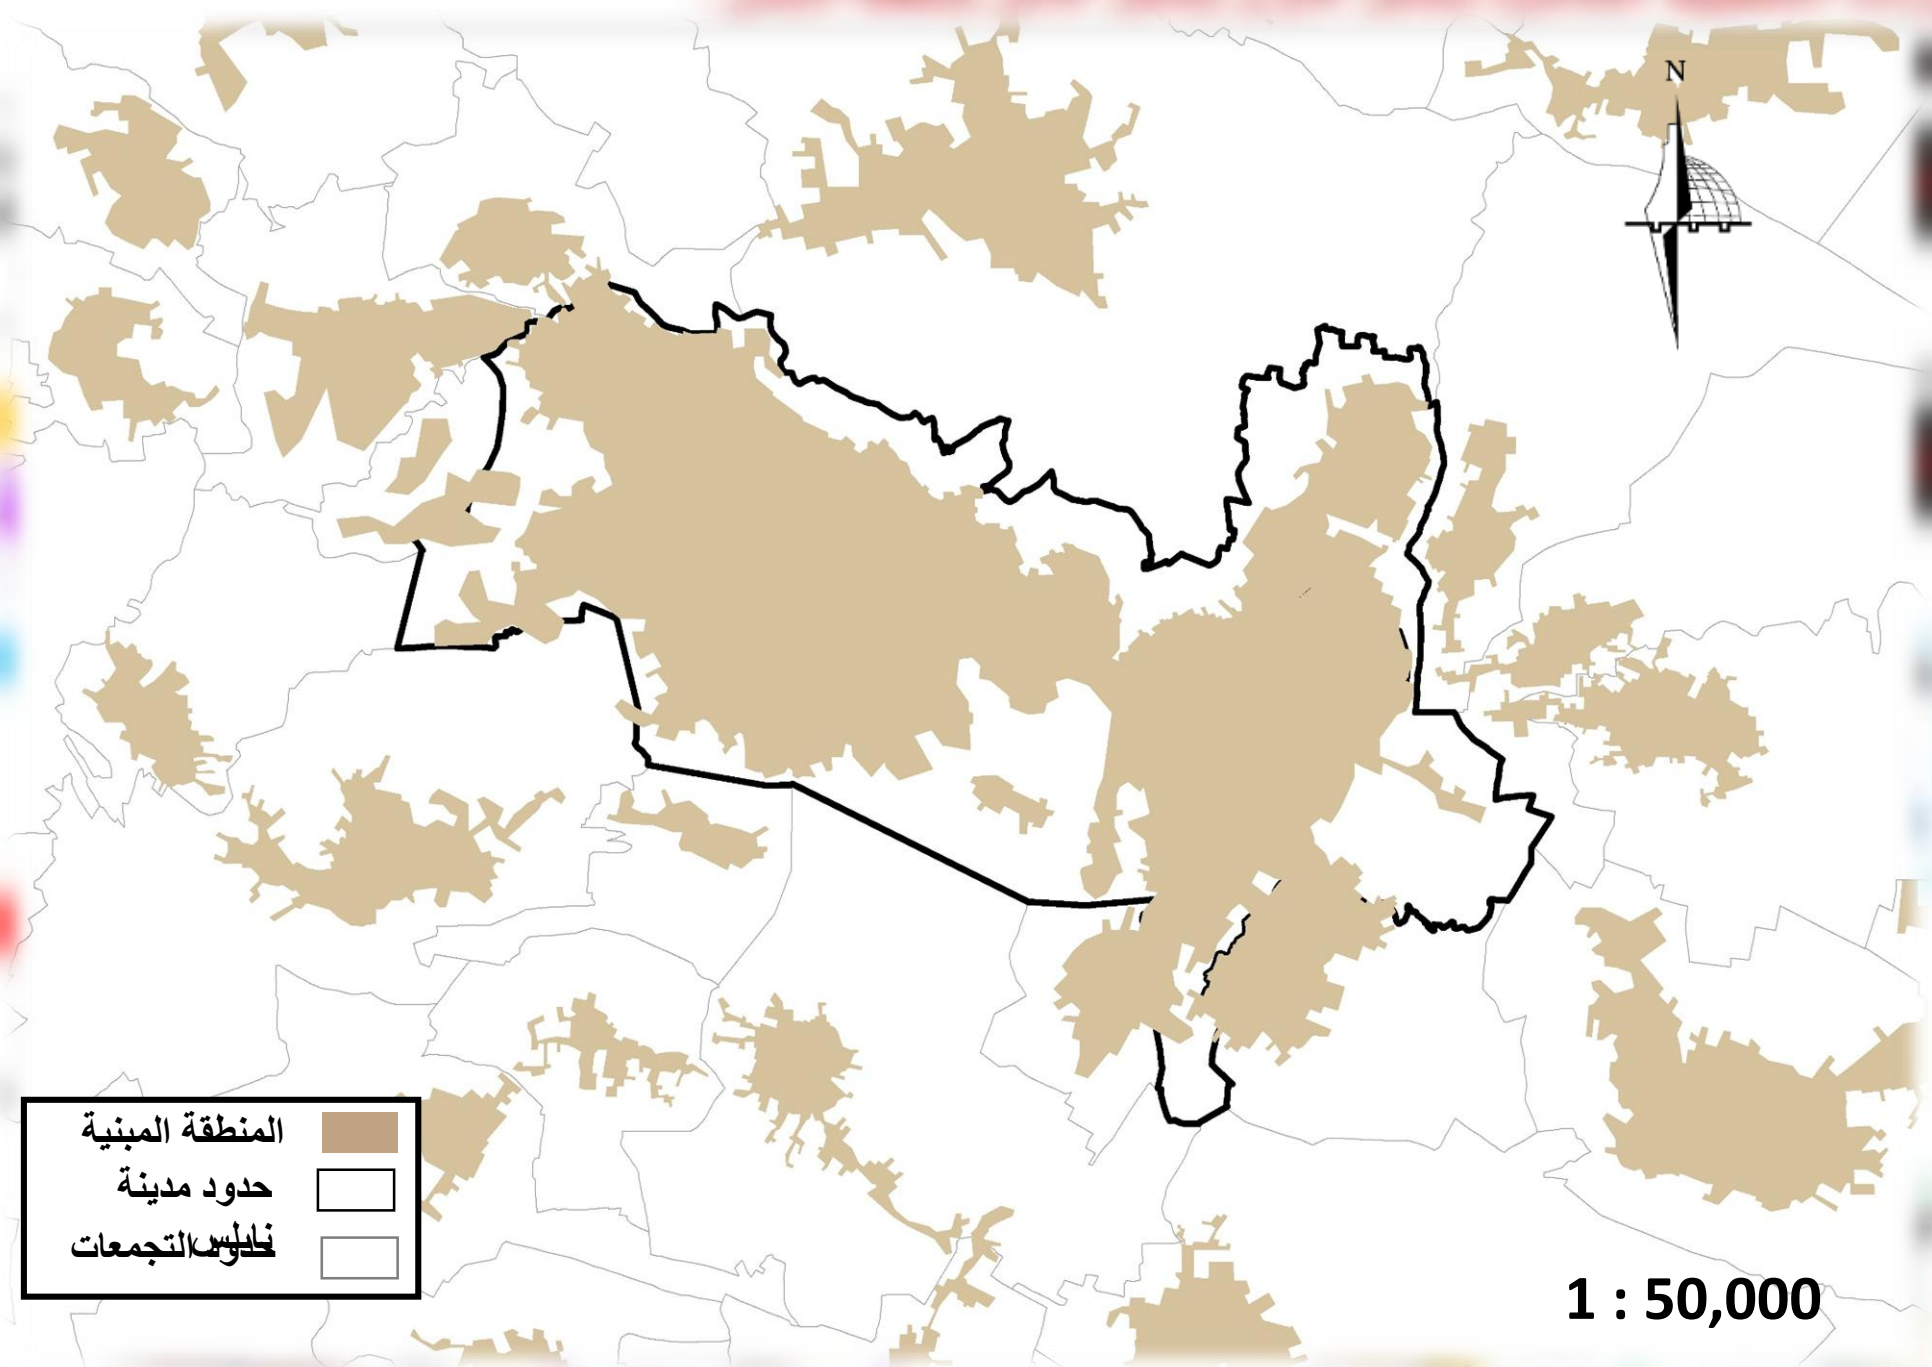 N
المنطقة المبنية
حدود مدينة
نابلس
حدود التجمعات
1 : 50,000